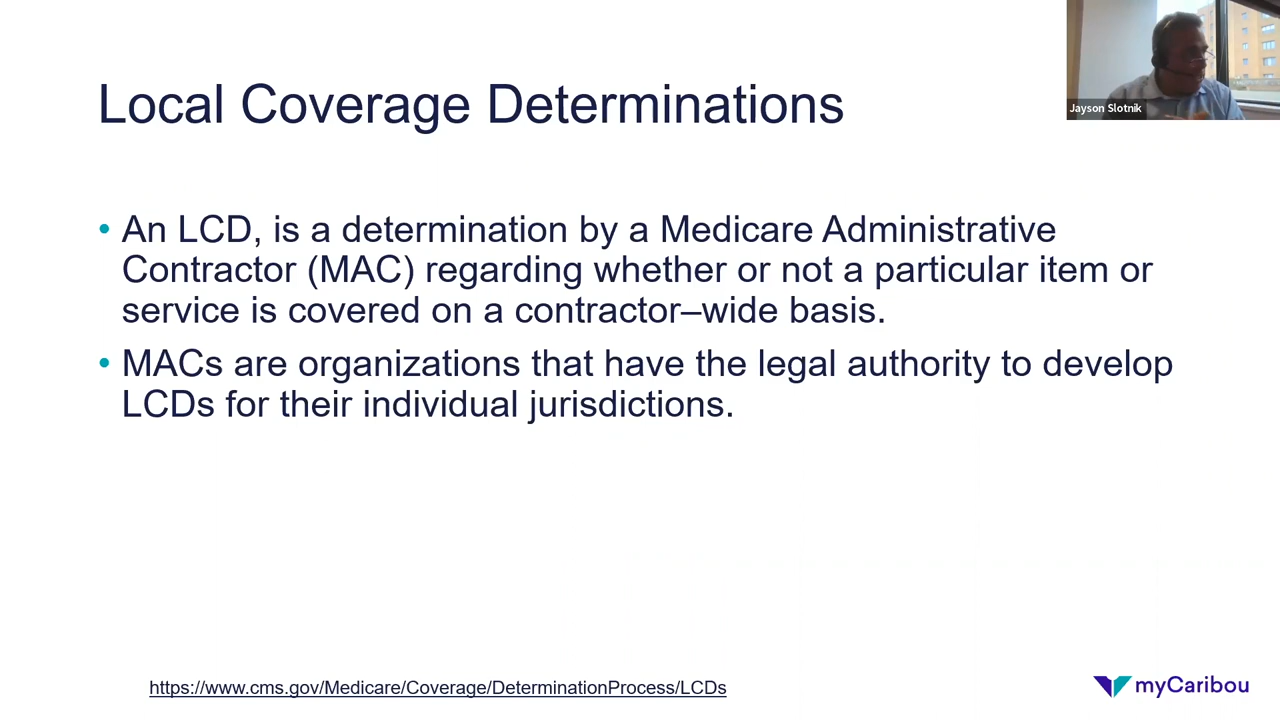 Local Coverage Determinations
Jayson Slotnik
• An LCD, is a determination by a Medicare Administrative
Contractor (MAC) regarding whether or not a particular item or
service is covered on a contractor–wide basis.
• MACs are organizations that have the legal authority to develop
LCDs for their individual jurisdictions.
https://www.cms.gov/Medicare/Coverage/DeterminationProcess/LCDs
myCaribou